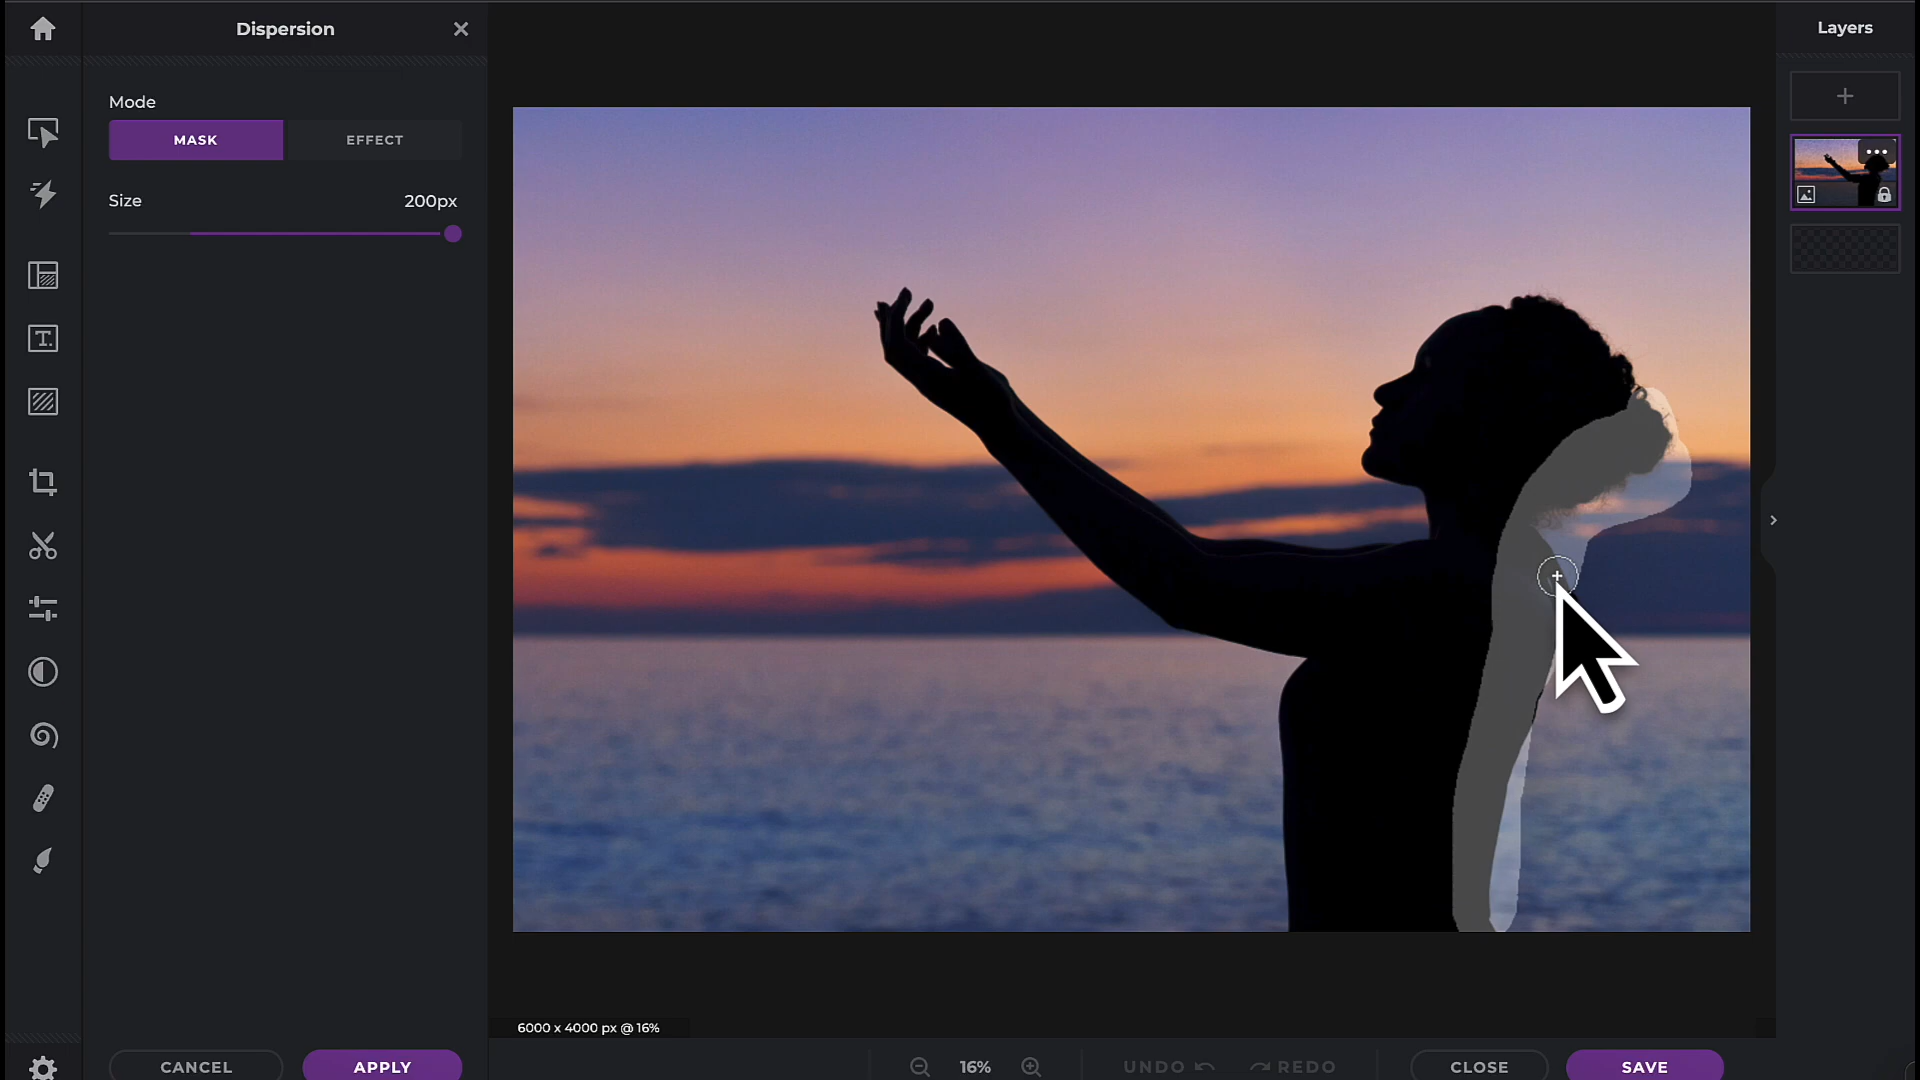 Dispersion
Mode
MASK
EFFECT
Size
200px
Layers
6000 x 4000 px @ 16%
CANCEL
APPLY
16%
UNDO
REDO
CLOSE
SAVE